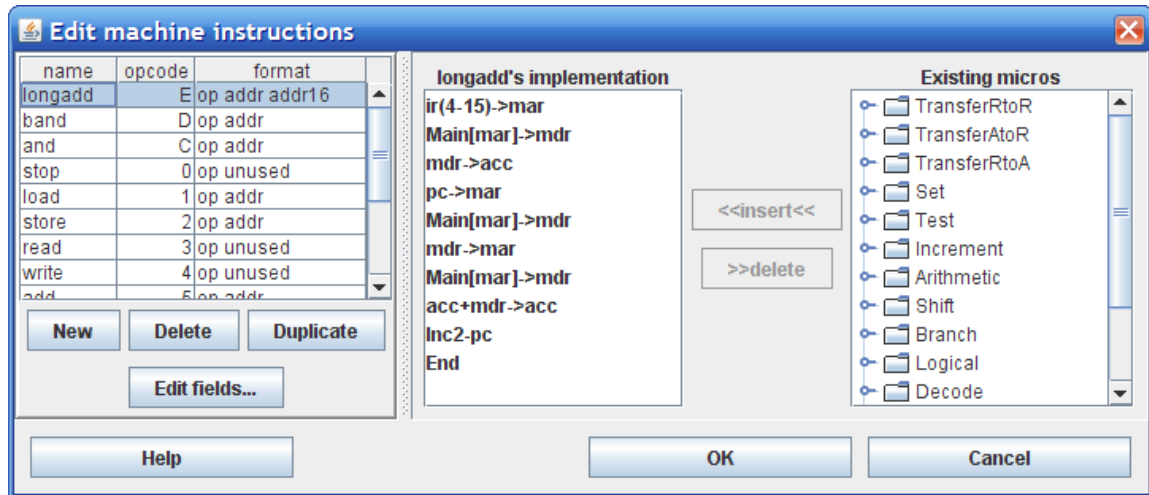 Edit machine instructions
name opcode format
longadd E op addr addr16
band D op addr
and C op addr
stop 0 op unused
load 1 op addr
store 2 op addr
read 3 op unused
write 4 op unused
add 5 op addr
New Delete Duplicate
Edit fields...
longadd's implementation
ir(4-15)->mar
Main[mar]->mdr
mdr->acc
pc->mar
Main[mar]->mdr
mdr->mar
Main[mar]->mdr
acc+mdr->acc
Inc2-pc
End
<<insert<<
>>delete
Existing micros
TransferRtoR
TransferAtoR
TransferRtoA
Set
Test
Increment
Arithmetic
Shift
Branch
Logical
Decode
Help OK Cancel